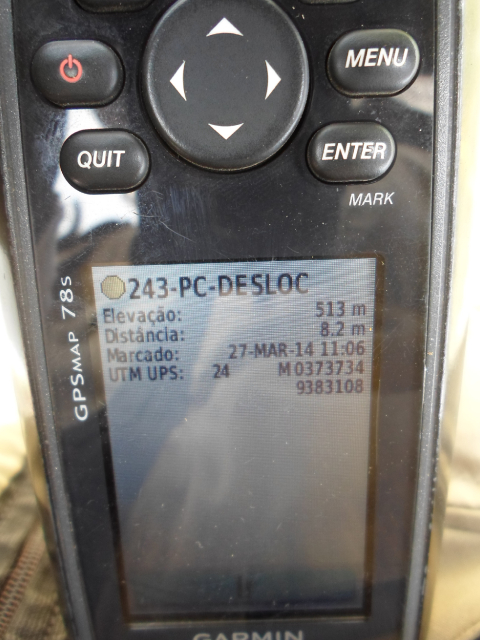 MENU
QUIT
ENTER
MARK
GPSMAP 78s
243-PC-DESLOC
Elevação: 513 m
Distância: 8.2 m
Marcado: 27-MAR-14 11:06
UTM UPS: 24 M 0373734
9383108
GARMIN